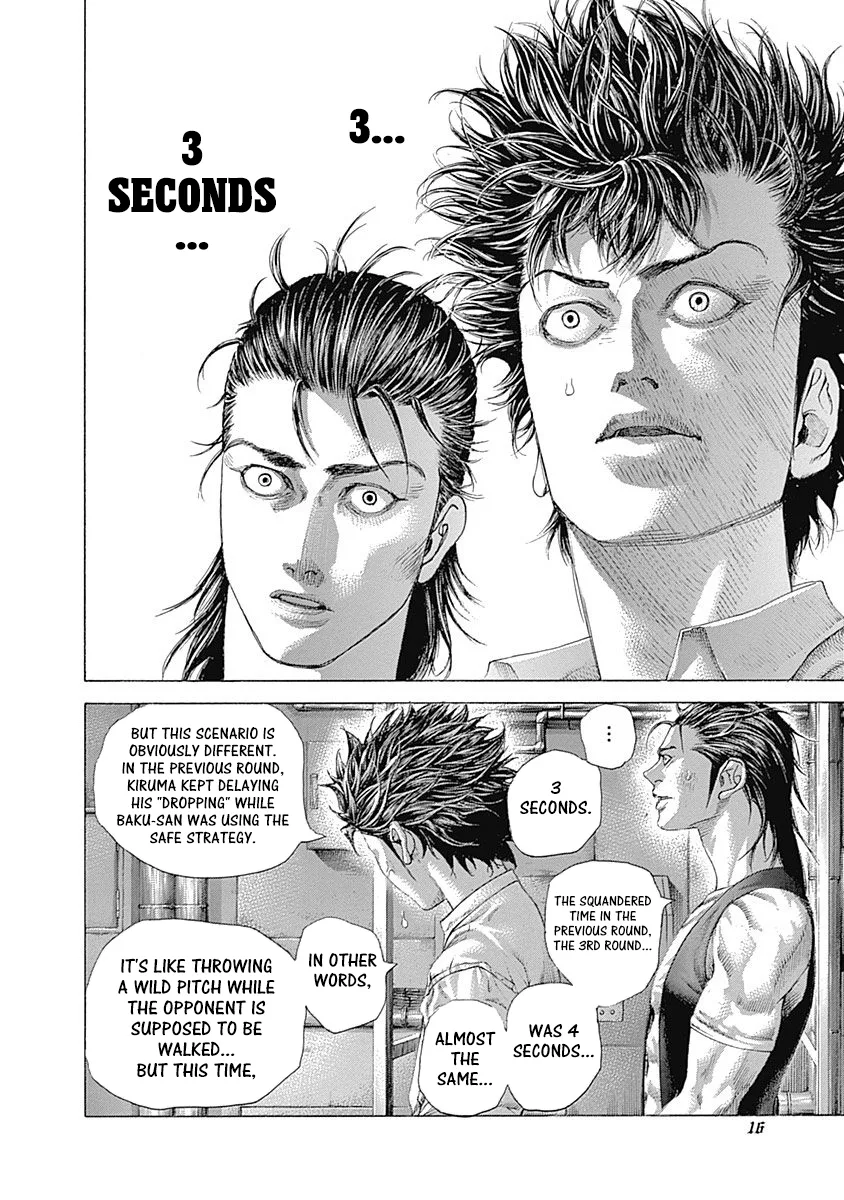 3...
3
SECONDS
...
...
3
SECONDS.
THE SQUANDERED
TIME IN THE
PREVIOUS ROUND,
THE 3RD ROUND...
WAS 4
SECONDS...
ALMOST
THE
SAME...
BUT THIS SCENARIO IS
OBVIOUSLY DIFFERENT.
IN THE PREVIOUS ROUND,
KIRUMA KEPT DELAYING
HIS "DROPPING" WHILE
BAKU-SAN WAS USING THE
SAFE STRATEGY.
IN OTHER
WORDS,
IT'S LIKE THROWING
A WILD PITCH WHILE
THE OPPONENT IS
SUPPOSED TO BE
WALKED...
BUT THIS TIME,
16